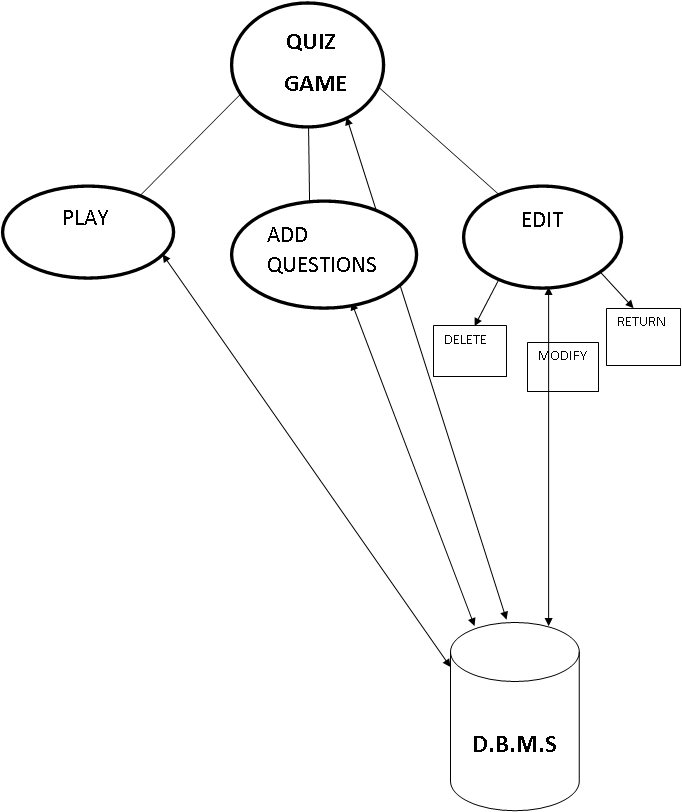 QUIZ
GAME
PLAY
ADD
QUESTIONS
EDIT
DELETE
MODIFY
RETURN
D.B.M.S